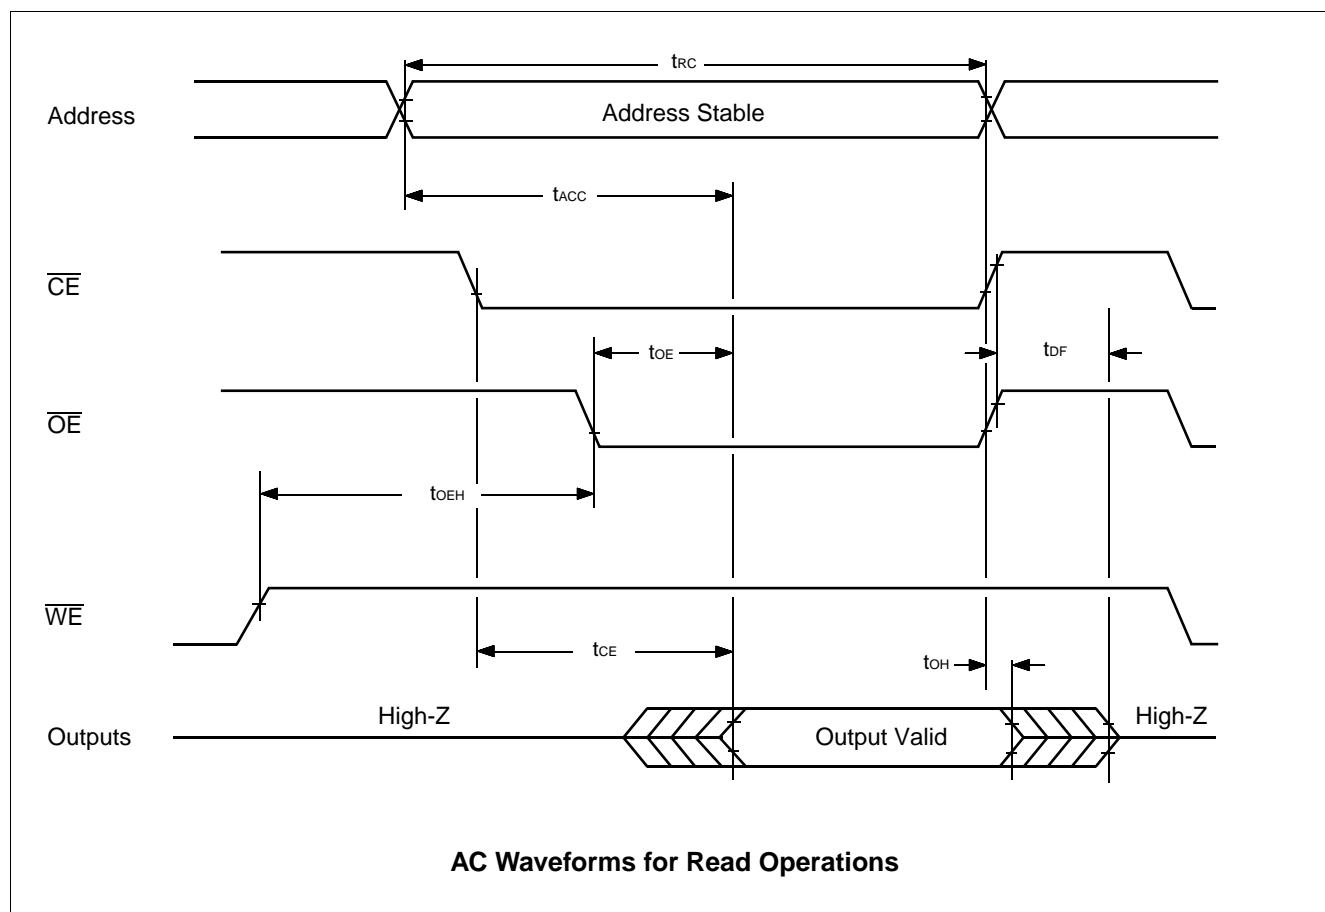 tRC
Address
Address Stable
tACC
CE
tOE
tDF
OE
tOEH
WE
tCE
tOH
High-Z
High-Z
Outputs
Output Valid
AC Waveforms for Read Operations